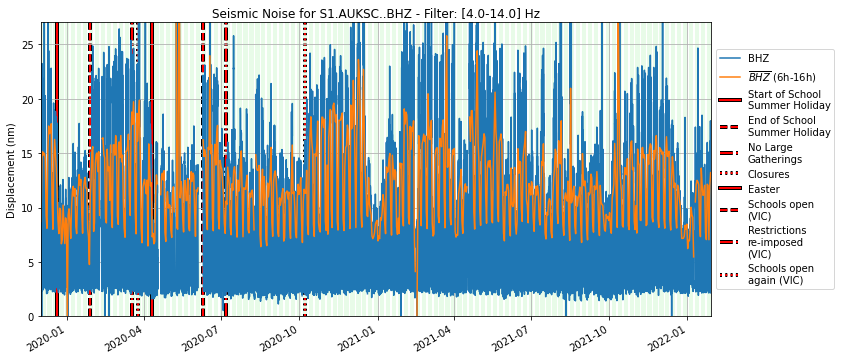 Seismic Noise for S1.AUKSC..BHZ - Filter: [4.0-14.0] Hz
Displacement (nm)
25
20
15
10
5
0
2020-01
2020-04
2020-07
2020-10
2021-01
2021-04
2021-07
2021-10
2022-01
BHZ
BHZ (6h-16h)
Start of School
Summer Holiday
End of School
Summer Holiday
No Large
Gatherings
Closures
Easter
Schools open
(VIC)
Restrictions
re-imposed
(VIC)
Schools open
again (VIC)